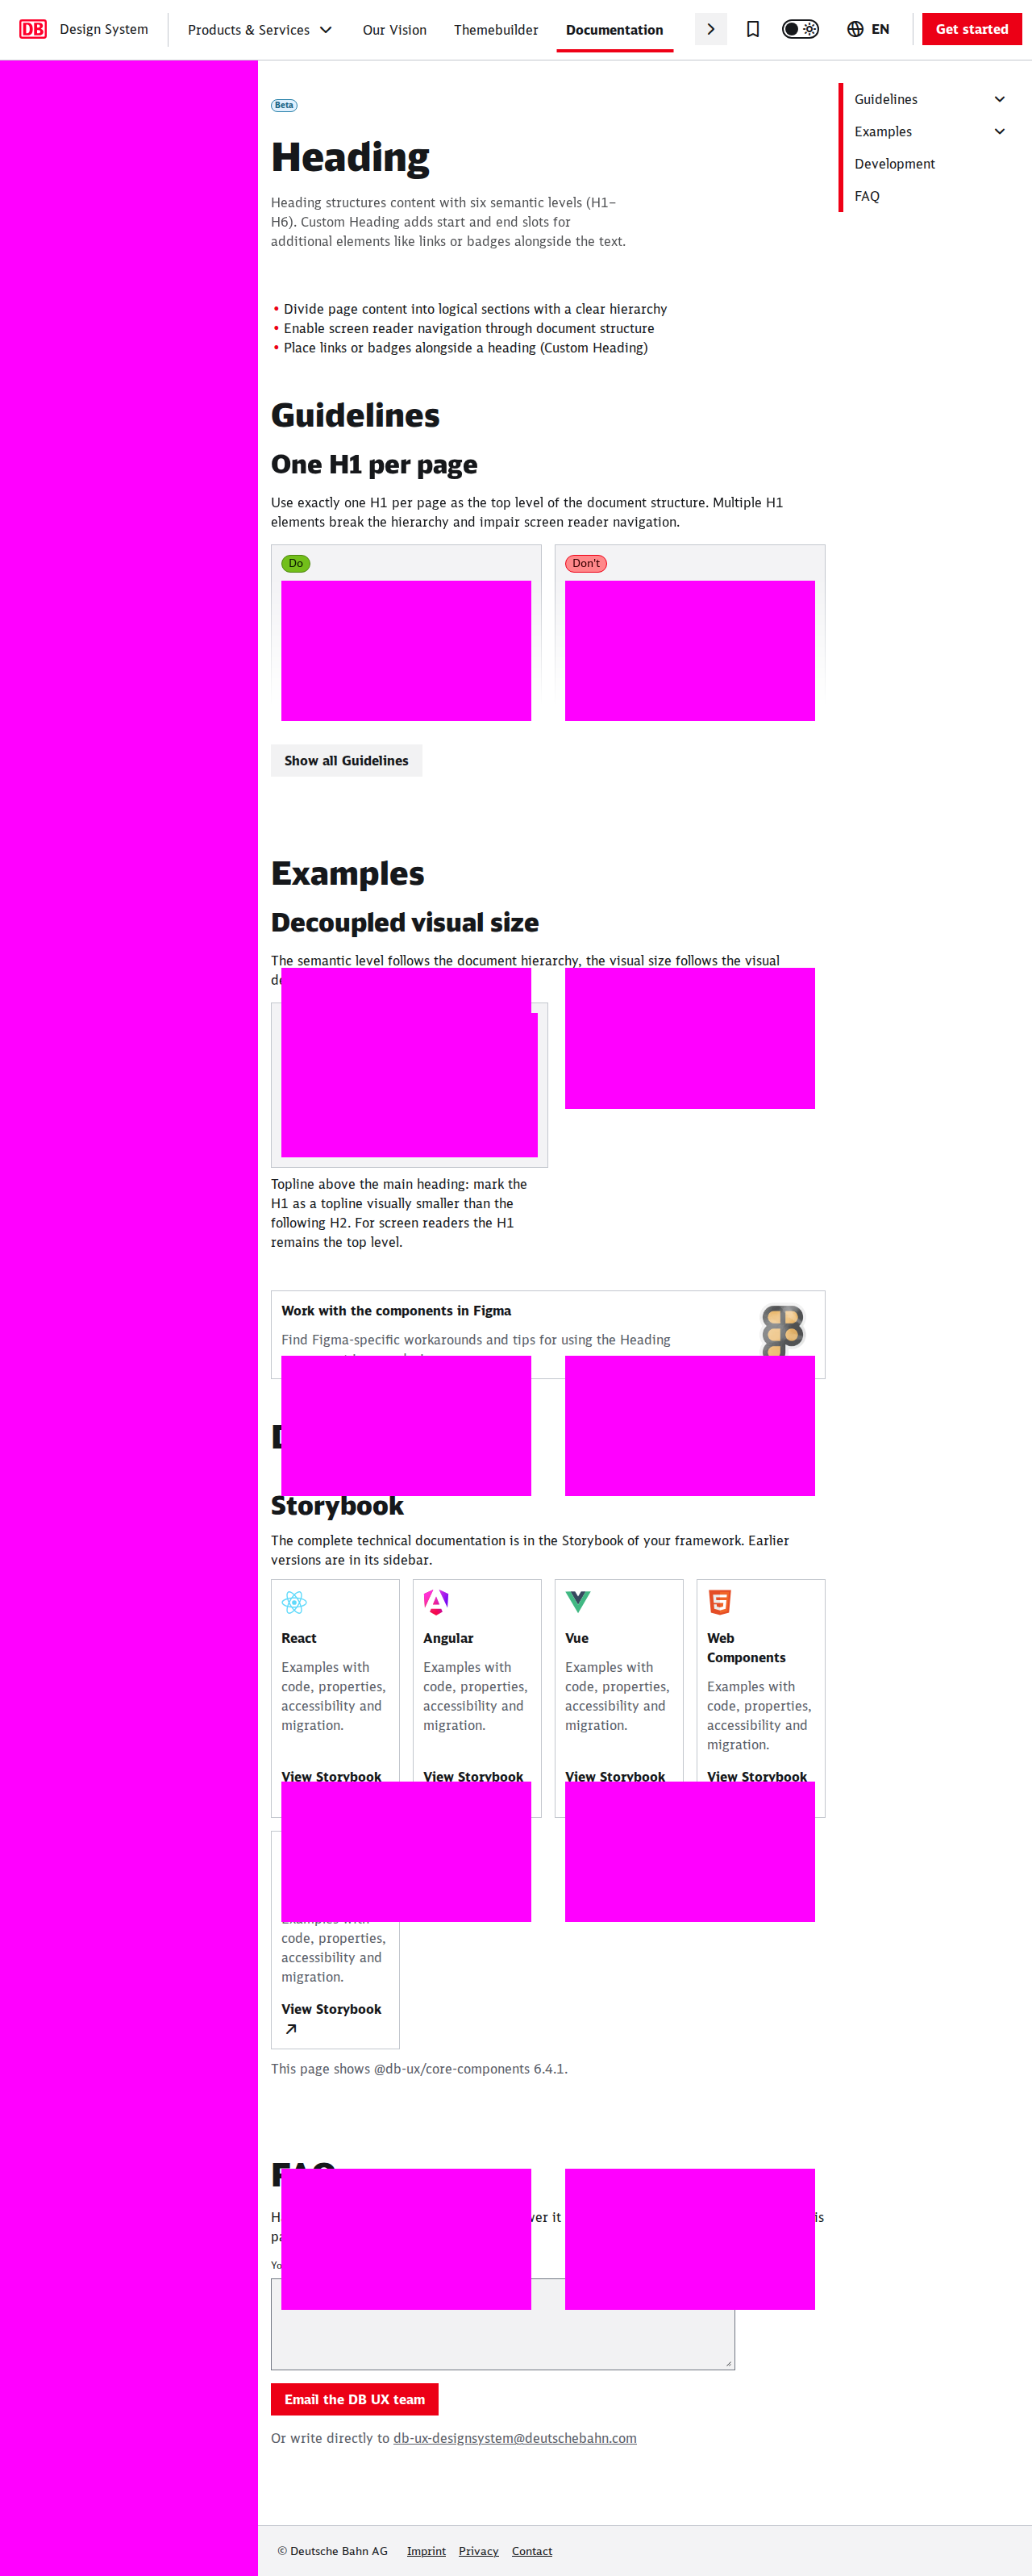 DB Design System Products & Services Our Vision Themebuilder Documentation EN Get started
Guidelines
Examples
Development
FAQ
Beta
Heading
Heading structures content with six semantic levels (H1–
H6). Custom Heading adds start and end slots for
additional elements like links or badges alongside the text.
• Divide page content into logical sections with a clear hierarchy
• Enable screen reader navigation through document structure
• Place links or badges alongside a heading (Custom Heading)
Guidelines
One H1 per page
Use exactly one H1 per page as the top level of the document structure. Multiple H1
elements break the hierarchy and impair screen reader navigation.
Do Don't
Show all Guidelines
Examples
Decoupled visual size
The semantic level follows the document hierarchy, the visual size follows the visual
Topline above the main heading: mark the
H1 as a topline visually smaller than the
following H2. For screen readers the H1
remains the top level.
Work with the components in Figma
Find Figma-specific workarounds and tips for using the Heading
Storybook
The complete technical documentation is in the Storybook of your framework. Earlier
versions are in its sidebar.
React
Examples with
code, properties,
accessibility and
migration.
View Storybook
Angular
Examples with
code, properties,
accessibility and
migration.
View Storybook
Vue
Examples with
code, properties,
accessibility and
migration.
View Storybook
Web
Components
Examples with
code, properties,
accessibility and
migration.
View Storybook
Examples with
code, properties,
accessibility and
migration.
View Storybook
This page shows @db-ux/core-components 6.4.1.
FAQ
it is
Email the DB UX team
Or write directly to db-ux-designsystem@deutschebahn.com
© Deutsche Bahn AG Imprint Privacy Contact